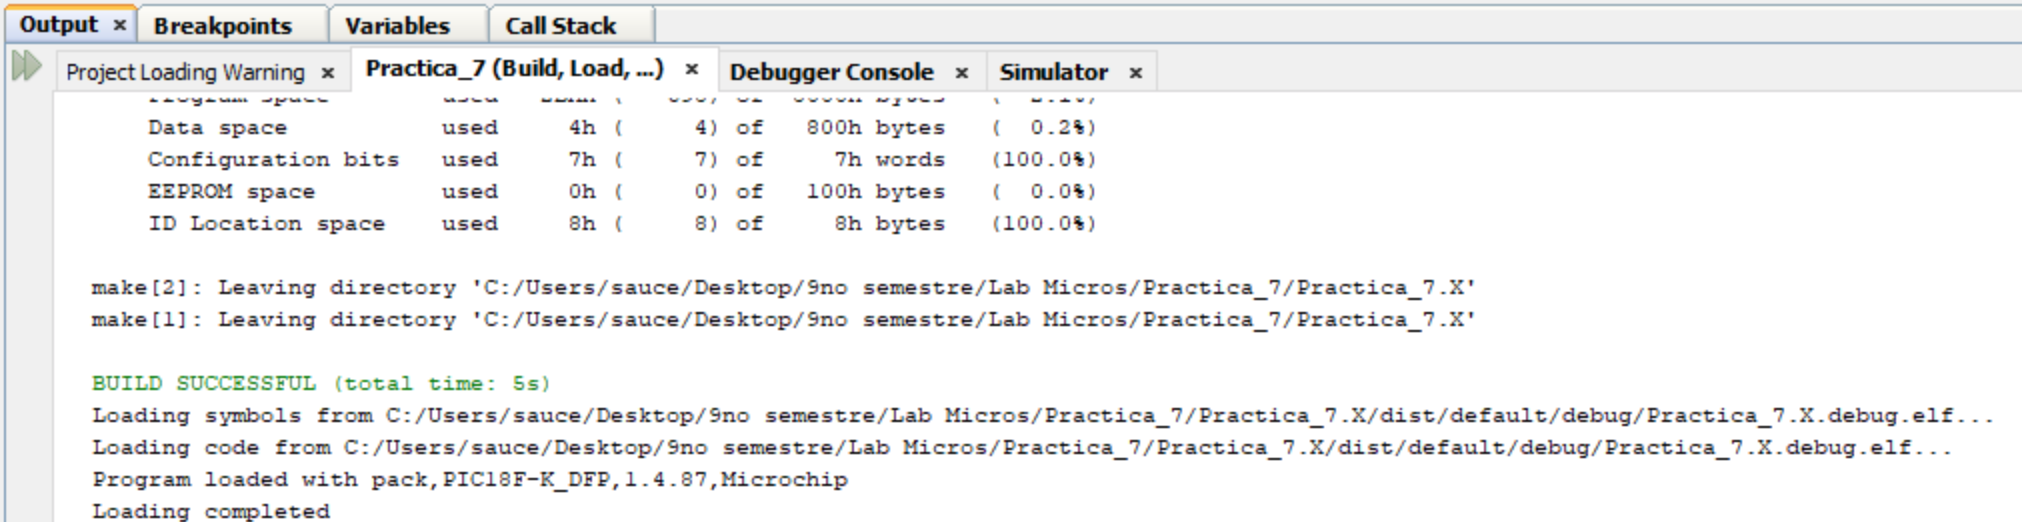 Output × Breakpoints Variables Call Stack
Project Loading Warning × Practica_7 (Build, Load, ...) × Debugger Console × Simulator ×
Program space used of bytes
Data space used 4h ( 4) of 800h bytes ( 0.2%)
Configuration bits used 7h ( 7) of 7h words (100.0%)
EEPROM space used 0h ( 0) of 100h bytes ( 0.0%)
ID Location space used 8h ( 8) of 8h bytes (100.0%)
make[2]: Leaving directory 'C:/Users/sauce/Desktop/9no semestre/Lab Micros/Practica_7/Practica_7.X'
make[1]: Leaving directory 'C:/Users/sauce/Desktop/9no semestre/Lab Micros/Practica_7/Practica_7.X'
BUILD SUCCESSFUL (total time: 5s)
Loading symbols from C:/Users/sauce/Desktop/9no semestre/Lab Micros/Practica_7/Practica_7.X/dist/default/debug/Practica_7.X.debug.elf...
Loading code from C:/Users/sauce/Desktop/9no semestre/Lab Micros/Practica_7/Practica_7.X/dist/default/debug/Practica_7.X.debug.elf...
Program loaded with pack,PIC18F-K_DFP,1.4.87,Microchip
Loading completed